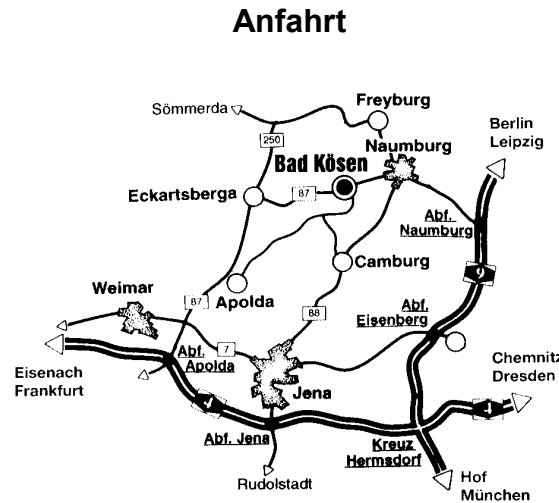 Anfahrt
Sömmerda
Freyburg
Berlin
Leipzig
250
Naumburg
Bad Kösen
Eckartsberga
87
Abf.
Naumburg
Camburg
9
Weimar
87
Apolda
88
Abf.
Eisenberg
7
Abf.
Apolda
Eisenach
Frankfurt
Chemnitz
Dresden
Jena
4
4
Abf. Jena
Kreuz
Hermsdorf
Rudolstadt
Hof
München